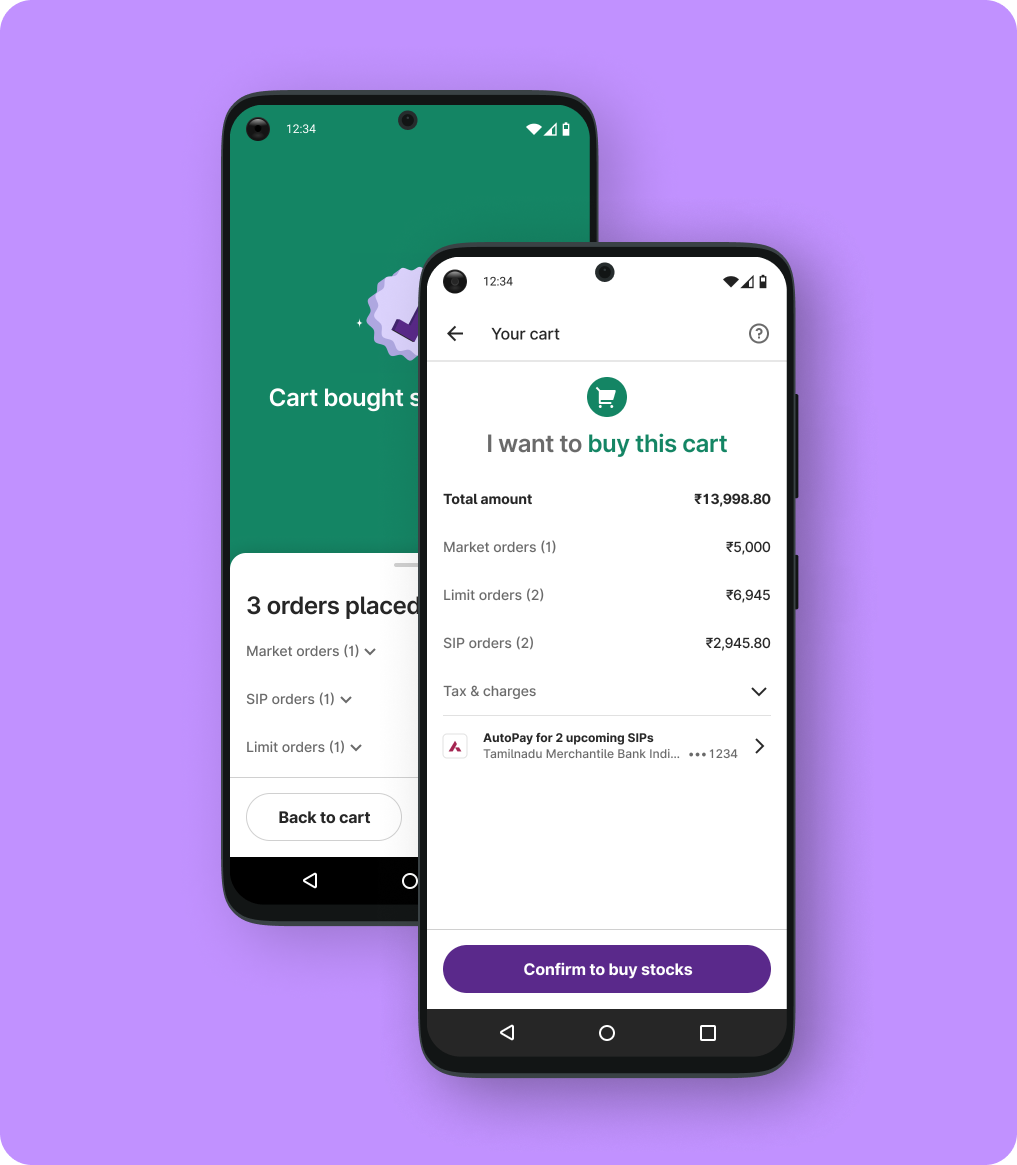 12:34
Cart bought s
3 orders placed
Market orders (1)
SIP orders (1)
Limit orders (1)
Back to cart
12:34
Your cart
I want to buy this cart
Total amount ₹13,998.80
Market orders (1) ₹5,000
Limit orders (2) ₹6,945
SIP orders (2) ₹2,945.80
Tax & charges
AutoPay for 2 upcoming SIPs
Tamilnadu Merchantile Bank Indi... •••1234
Confirm to buy stocks